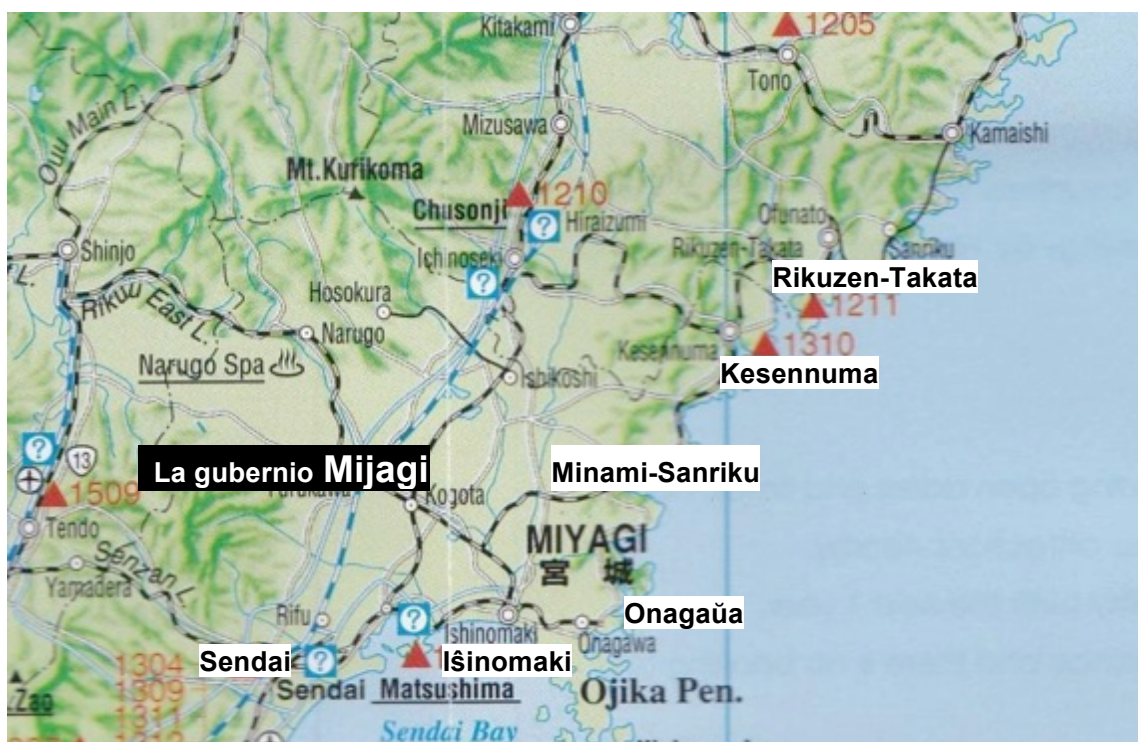 Kitakami
1205
Tono
Ouu Main L.
Mizusawa
Kamaishi
Mt.Kurikoma
1210
Chusonji
?
Hiraizumi
Ofunato
Shinjo
Ichinoseki
Rikuzen-Takata
Sanriku
L.
?
Rikuzen-Takata
Hosokura
Rikuu East L.
1211
Narugo
Kesennuma
1310
Narugo Spa
Ishikoshi
Kesennuma
?
13
La gubernio Mijagi
Minami-Sanriku
1509
Kogota
Tendo
MIYAGI
宮城
Senzan L.
Yamadera
Rifu
?
Ishinomaki
Onagaŭa
Onagawa
Sendai
?
Iŝinomaki
1304
Sendai
Matsushima
Ojika Pen.
1309
Zao
1311
Sendai Bay